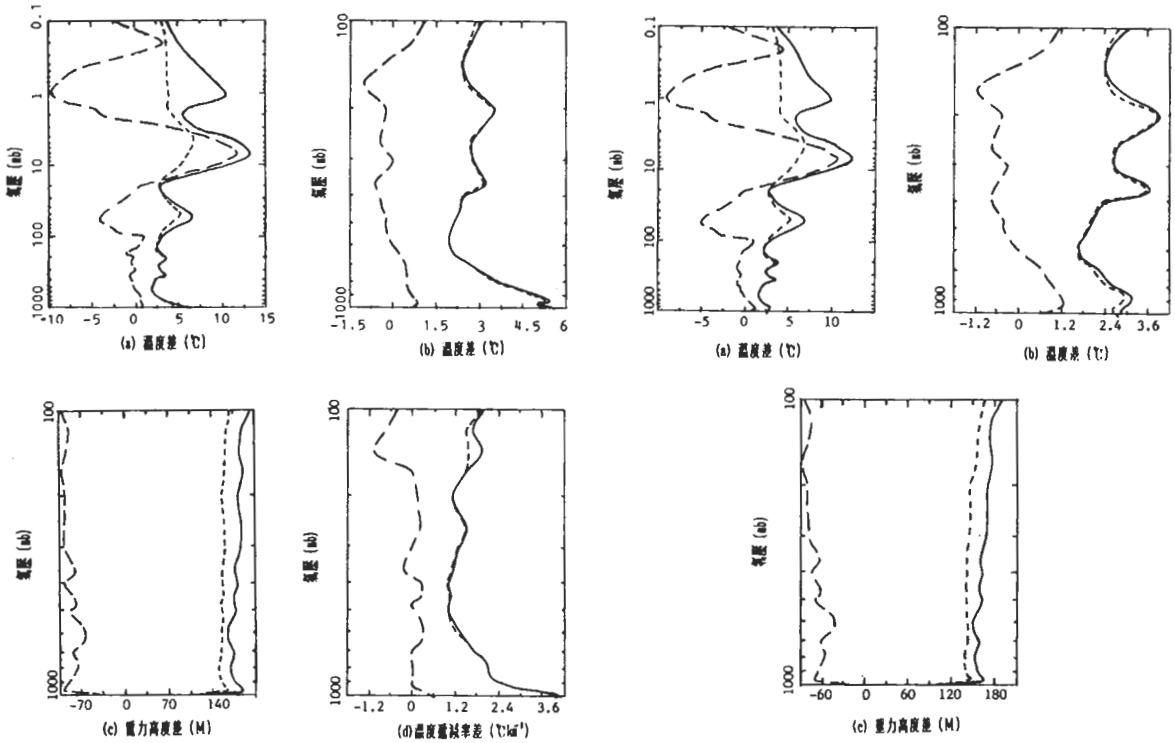 0.1
1
10
100
1000
氣壓 (mb)
-10 -5 0 5 10 15
(a) 溫度差 (℃)
100
1000
氣壓 (mb)
-1.5 0 1.5 3 4.5 6
(b) 溫度差 (℃)
0.1
1
10
100
1000
氣壓 (mb)
-5 0 5 10
(a) 溫度差 (℃)
100
1000
氣壓 (mb)
-1.2 0 1.2 2.4 3.6
(b) 溫度差 (℃)
100
1000
氣壓 (mb)
-70 0 70 140
(c) 重力高度差 (M)
100
1000
氣壓 (mb)
-1.2 0 1.2 2.4 3.6
(d)溫度遞減率差 (℃km⁻¹)
100
1000
氣壓 (mb)
-60 0 60 120 160
(c) 重力高度差 (M)